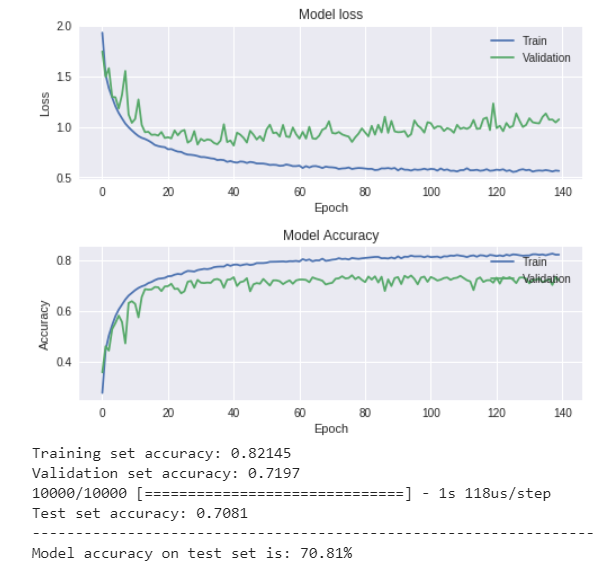 Model loss
2.0
1.5
1.0
0.5
Loss
Train
Validation
0 20 40 60 80 100 120 140
Epoch
Model Accuracy
0.8
0.6
0.4
Accuracy
Train
Validation
0 20 40 60 80 100 120 140
Epoch
Training set accuracy: 0.82145
Validation set accuracy: 0.7197
10000/10000 [==============================] - 1s 118us/step
Test set accuracy: 0.7081
-----------------------------------------------------------------
Model accuracy on test set is: 70.81%